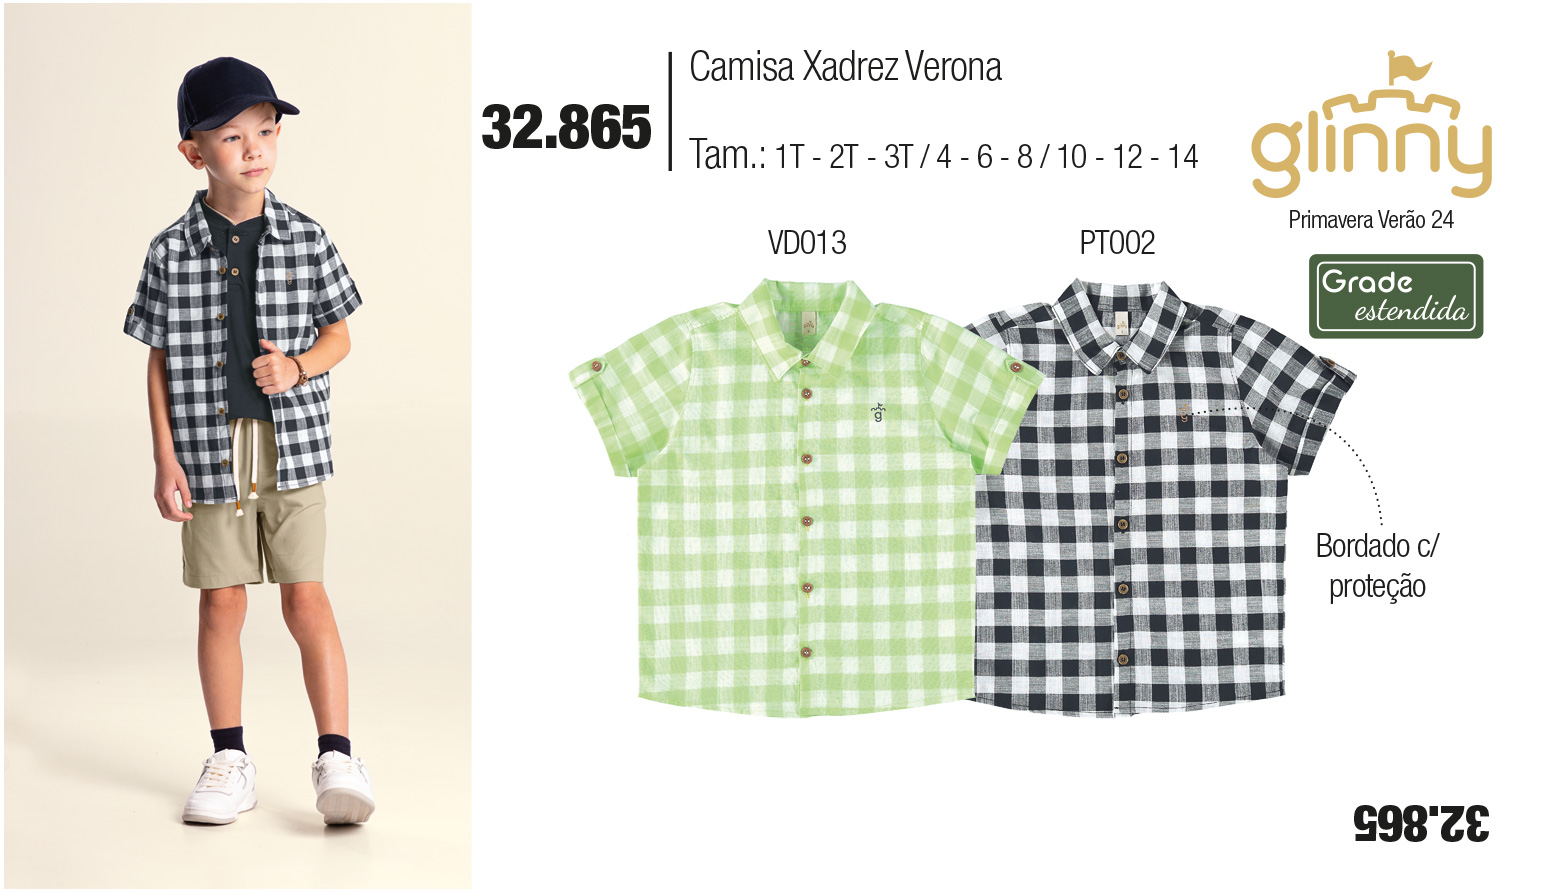 32.865
Camisa Xadrez Verona
Tam.: 1T - 2T - 3T / 4 - 6 - 8 / 10 - 12 - 14
glinny
Primavera Verão 24
Grade
estendida
VD013
PT002
Bordado c/
proteção
32.865